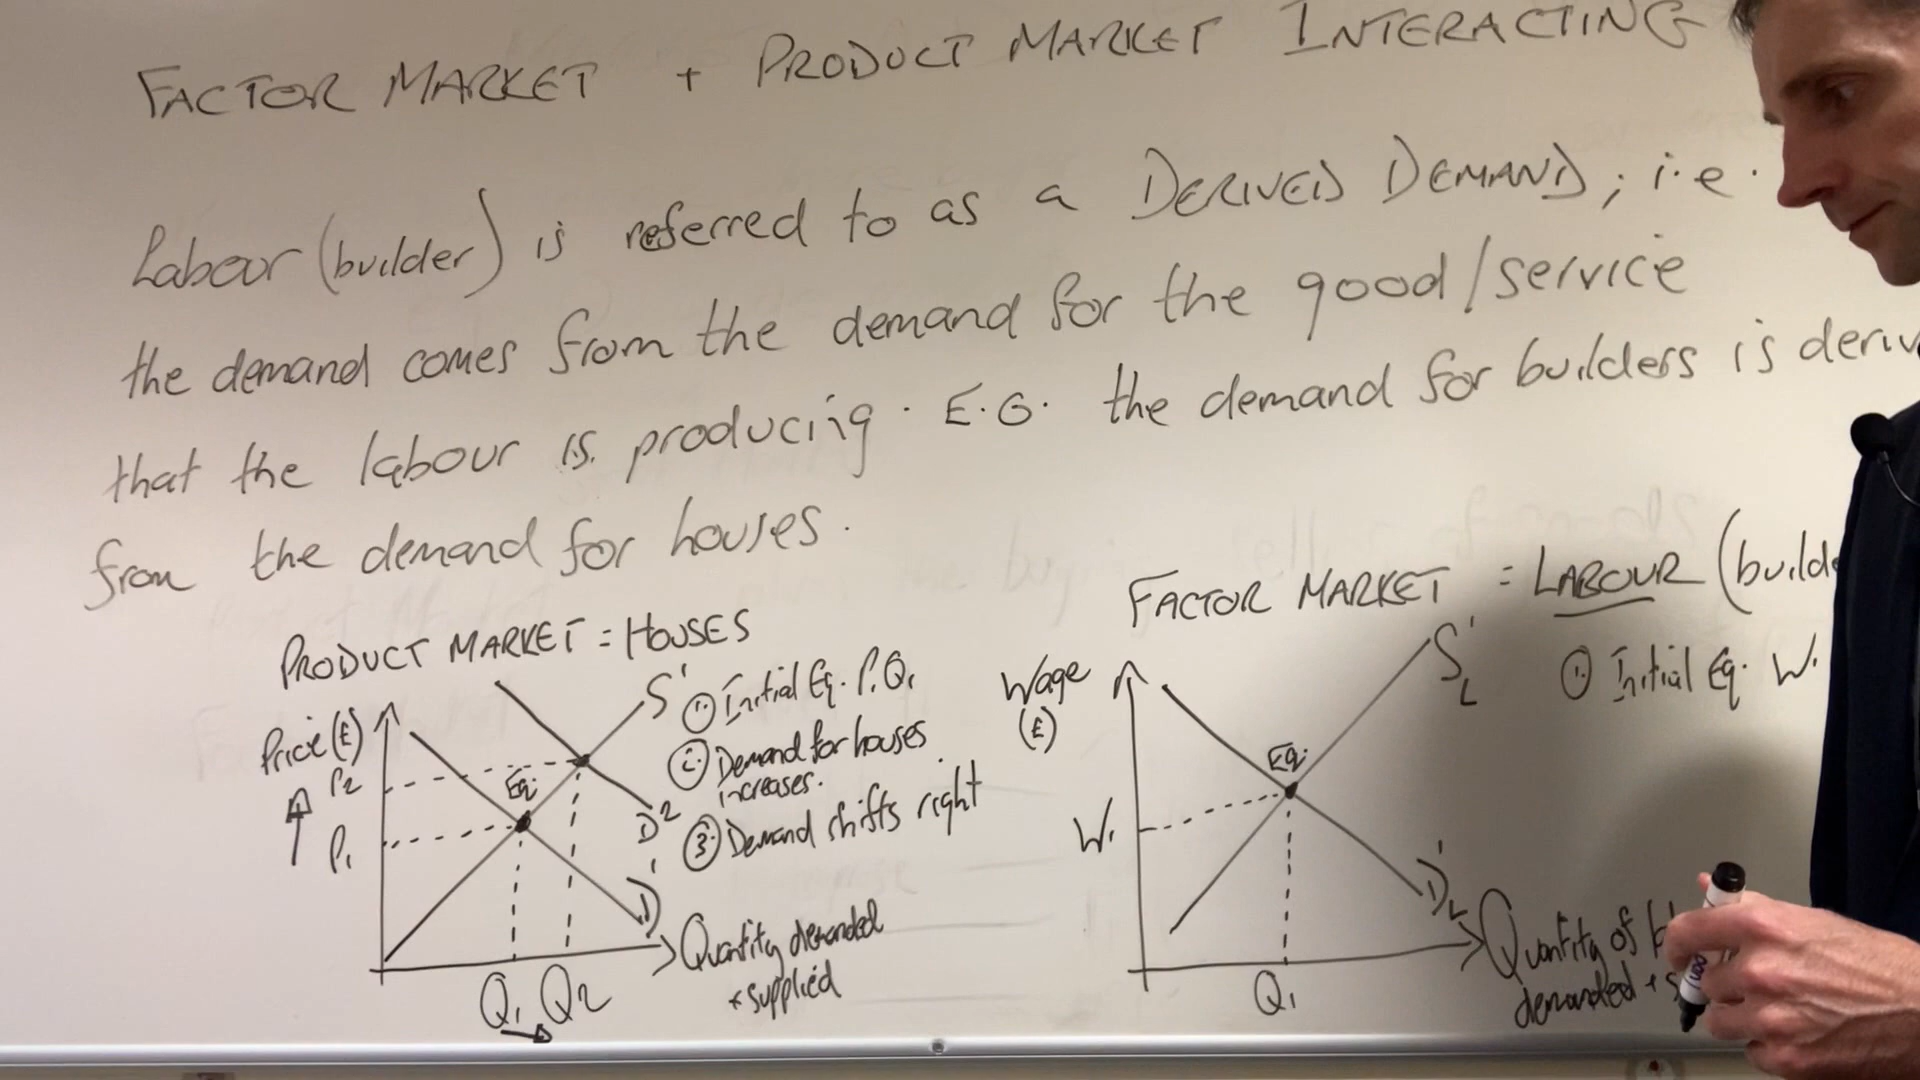 FACTOR MARKET + PRODUCT MARKET INTERACTING
Labour (builder) is referred to as a DERIVED DEMAND; i.e.
the demand comes from the demand for the good/service
that the labour is producing. E.G. the demand for builders is deriv
from the demand for houses.
PRODUCT MARKET = HOUSES
Price (£)
P2
P1
Eq.
S1
D2
D1
Q1 Q2
Quantity demanded
+ supplied
① Initial Eq. P1Q1
② Demand for houses
increases.
③ Demand shifts right
FACTOR MARKET = LABOUR (builde
Wage
(£)
W1
Eq.
S1L
D1L
Q1
Quantity of
demanded + s
① Initial Eq. W1